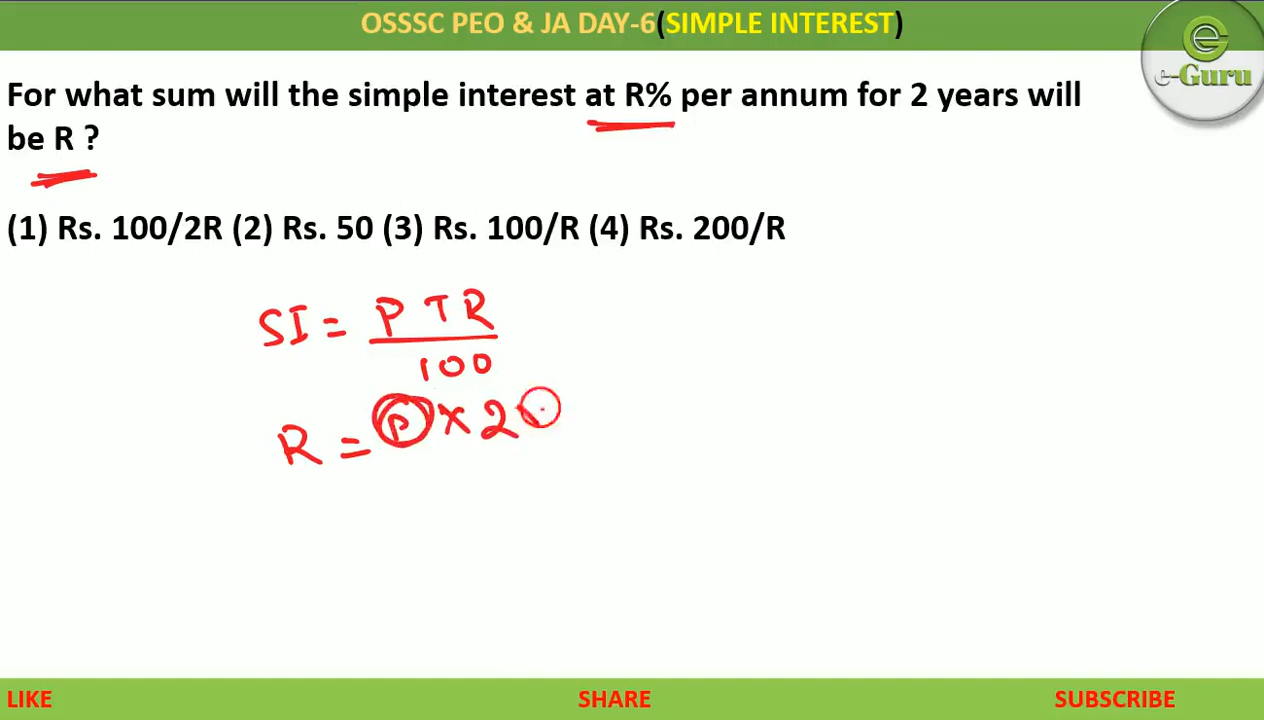 OSSSC PEO & JA DAY-6(SIMPLE INTEREST)
e-Guru
For what sum will the simple interest at R% per annum for 2 years will
be R ?
(1) Rs. 100/2R (2) Rs. 50 (3) Rs. 100/R (4) Rs. 200/R
SI = P T R
100
R = P × 2
LIKE SHARE SUBSCRIBE